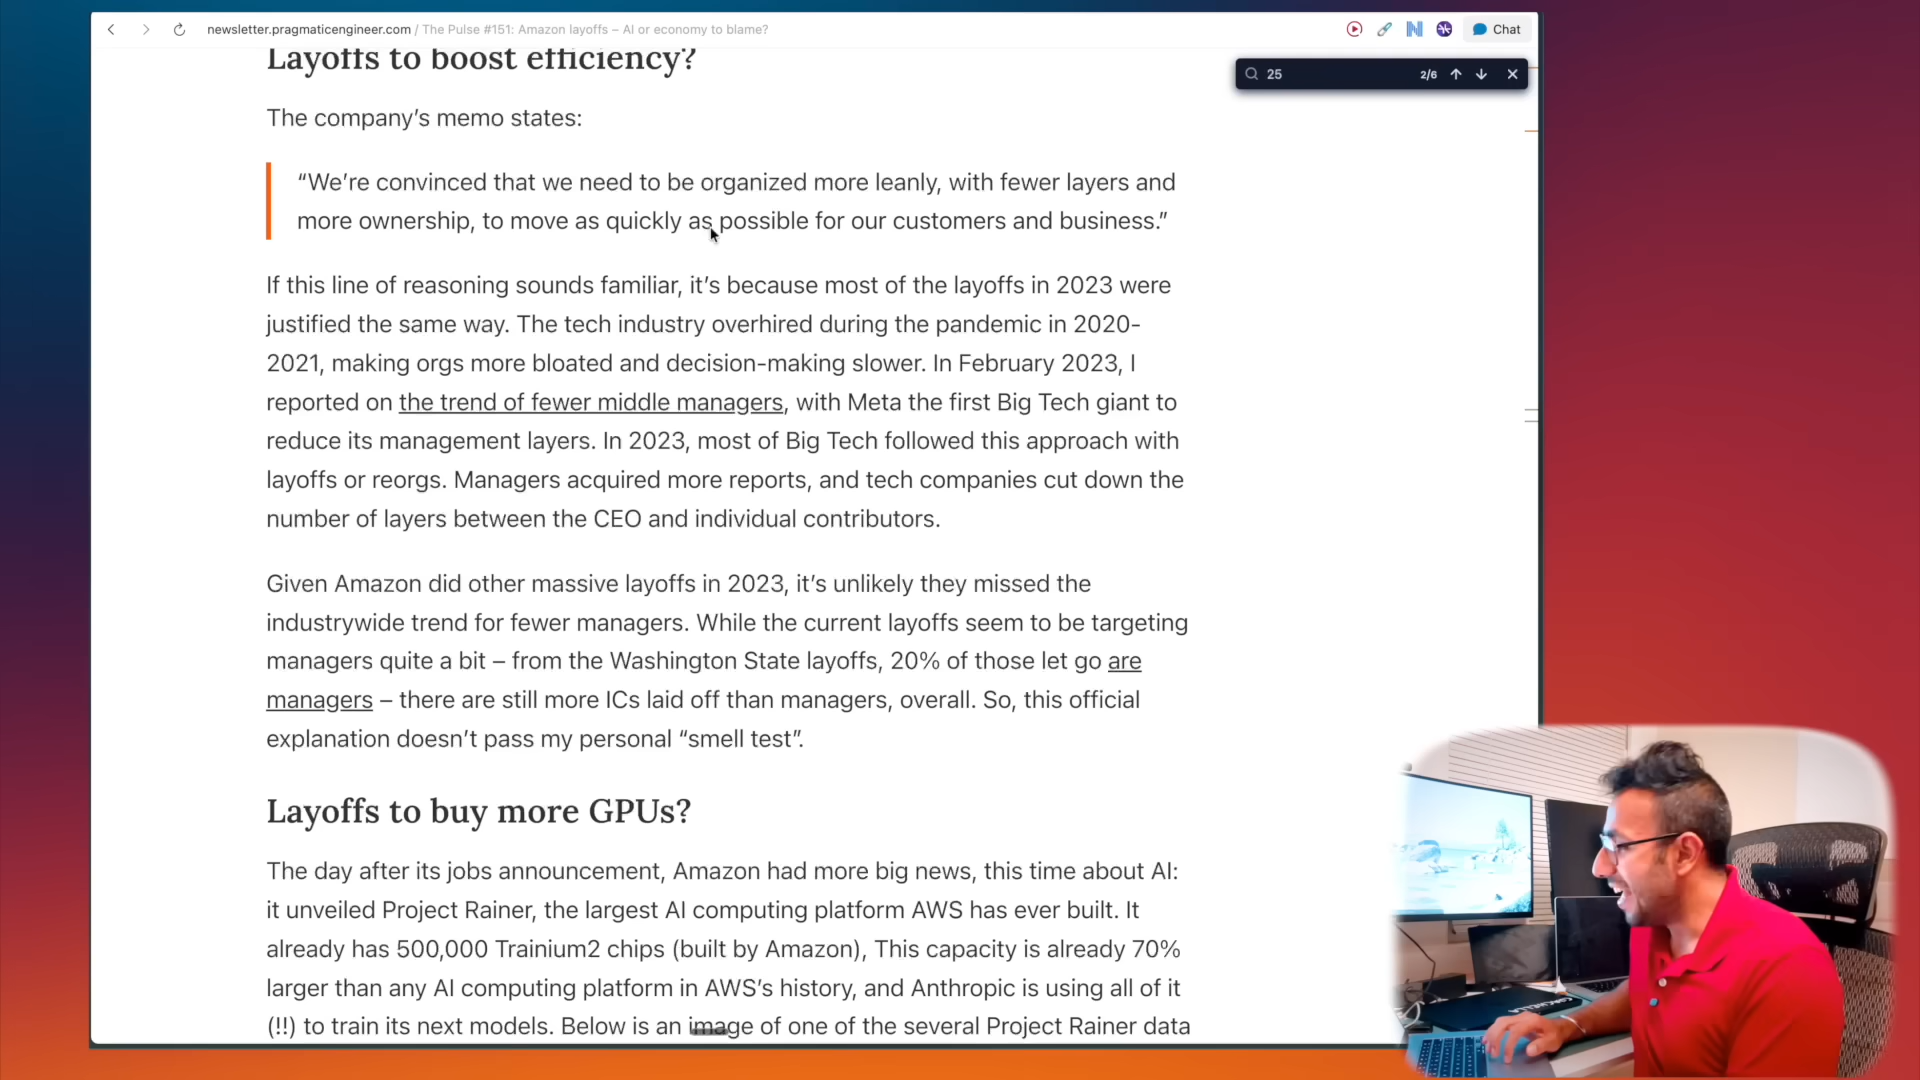 newsletter.pragmaticengineer.com / The Pulse #151: Amazon layoffs – AI or economy to blame?
Chat
25
2/6
Layoffs to boost efficiency?
The company’s memo states:
“We’re convinced that we need to be organized more leanly, with fewer layers and
more ownership, to move as quickly as possible for our customers and business.”
If this line of reasoning sounds familiar, it’s because most of the layoffs in 2023 were
justified the same way. The tech industry overhired during the pandemic in 2020-
2021, making orgs more bloated and decision-making slower. In February 2023, I
reported on the trend of fewer middle managers, with Meta the first Big Tech giant to
reduce its management layers. In 2023, most of Big Tech followed this approach with
layoffs or reorgs. Managers acquired more reports, and tech companies cut down the
number of layers between the CEO and individual contributors.
Given Amazon did other massive layoffs in 2023, it’s unlikely they missed the
industrywide trend for fewer managers. While the current layoffs seem to be targeting
managers quite a bit – from the Washington State layoffs, 20% of those let go are
managers – there are still more ICs laid off than managers, overall. So, this official
explanation doesn’t pass my personal “smell test”.
Layoffs to buy more GPUs?
The day after its jobs announcement, Amazon had more big news, this time about AI:
it unveiled Project Rainer, the largest AI computing platform AWS has ever built. It
already has 500,000 Trainium2 chips (built by Amazon), This capacity is already 70%
larger than any AI computing platform in AWS’s history, and Anthropic is using all of it
(!!) to train its next models. Below is an image of one of the several Project Rainer data